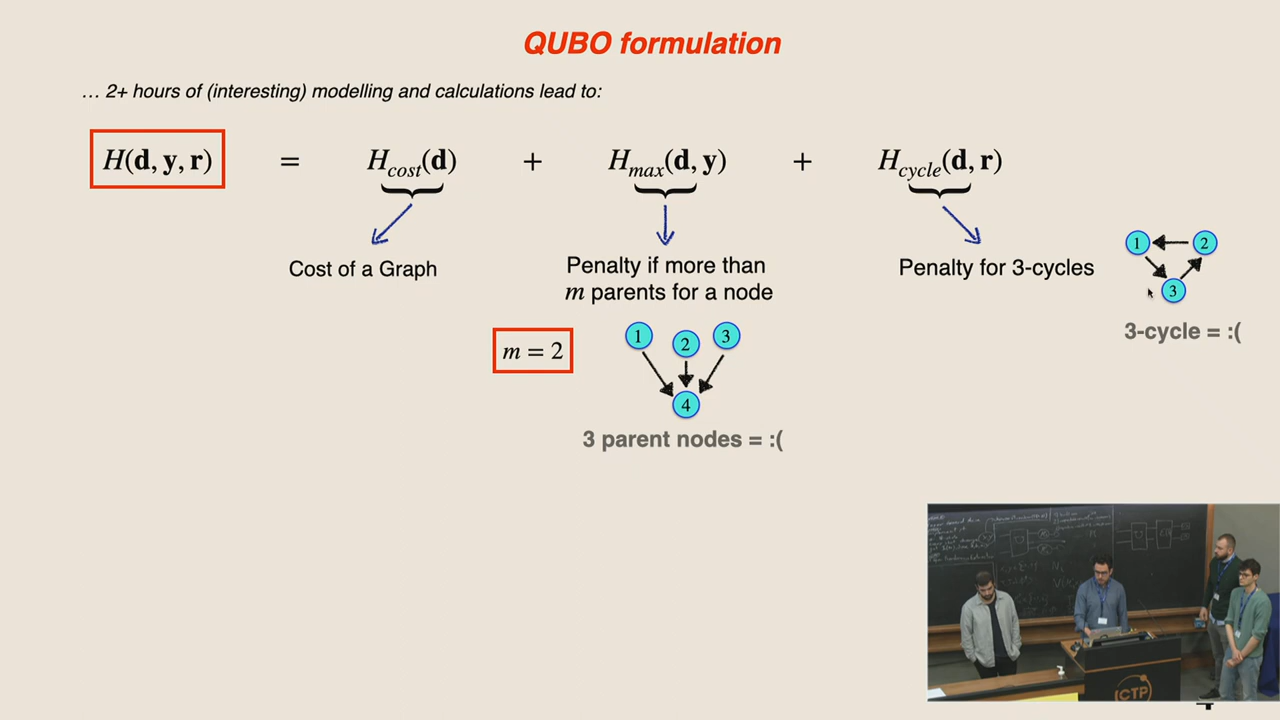 QUBO formulation
… 2+ hours of (interesting) modelling and calculations lead to:
H(d, y, r) = H_cost(d) + H_max(d, y) + H_cycle(d, r)
Cost of a Graph
Penalty if more than
m parents for a node
Penalty for 3-cycles
1 2
3
3-cycle = :(
m = 2
1 2 3
4
3 parent nodes = :(
ICTP